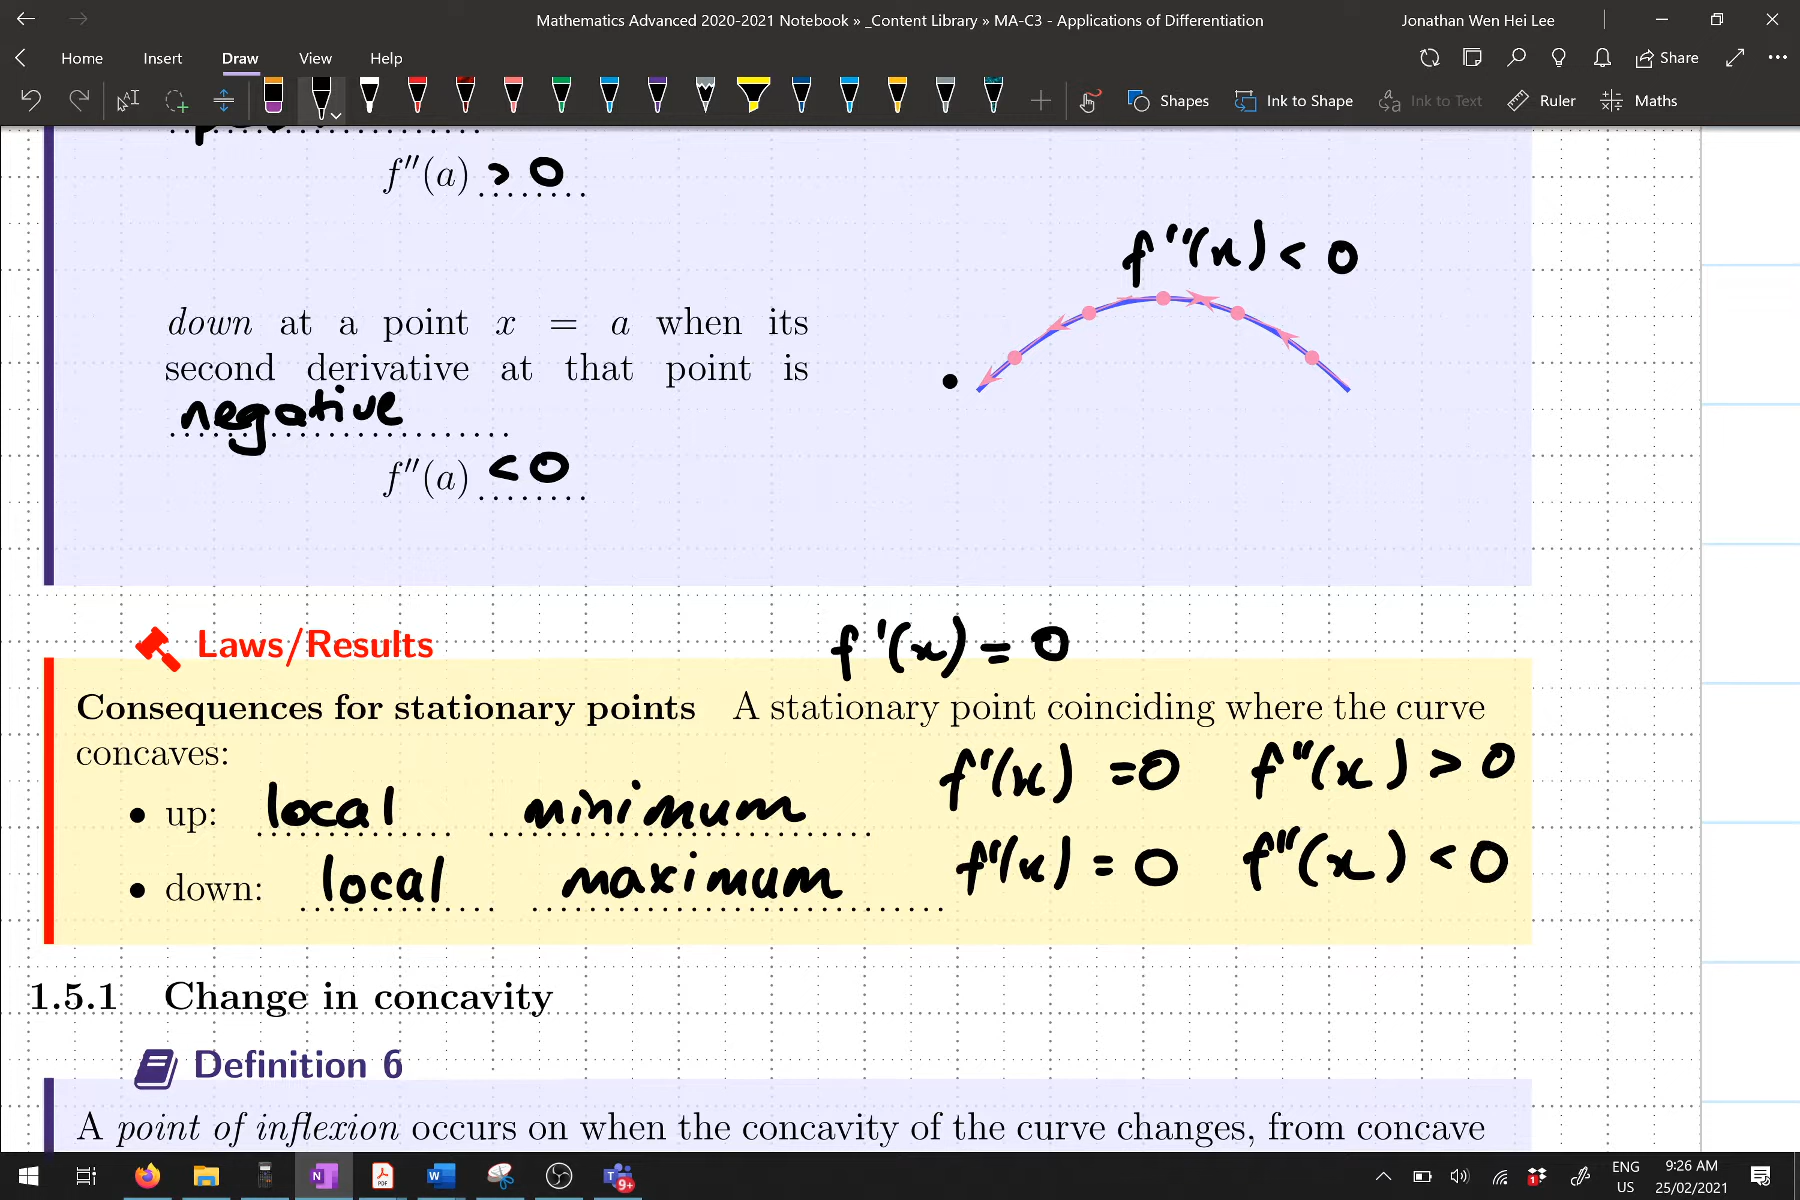 Mathematics Advanced 2020-2021 Notebook » _Content Library » MA-C3 - Applications of Differentiation
Jonathan Wen Hei Lee
Home Insert Draw View Help
Share
Shapes Ink to Shape Ink to Text Ruler Maths
f''(a) > 0
f''(x) < 0
down at a point x = a when its
second derivative at that point is
negative
f''(a) < 0
Laws/Results
f'(x) = 0
Consequences for stationary points A stationary point coinciding where the curve
concaves:
• up: local minimum f'(x) = 0 f''(x) > 0
• down: local maximum f'(x) = 0 f''(x) < 0
1.5.1 Change in concavity
Definition 6
A point of inflexion occurs on when the concavity of the curve changes, from concave
ENG
US
9:26 AM
25/02/2021